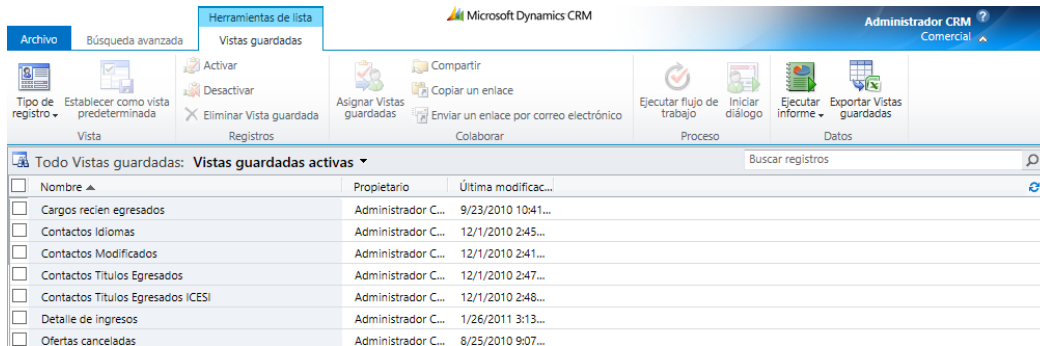 Herramientas de lista
Microsoft Dynamics CRM
Administrador CRM
Comercial
Archivo
Búsqueda avanzada
Vistas guardadas
Tipo de registro
Establecer como vista predeterminada
Vista
Activar
Desactivar
Eliminar Vista guardada
Registros
Asignar Vistas guardadas
Compartir
Copiar un enlace
Enviar un enlace por correo electrónico
Colaborar
Ejecutar flujo de trabajo
Iniciar diálogo
Proceso
Ejecutar informe
Exportar Vistas guardadas
Datos
Todo Vistas guardadas: Vistas guardadas activas
Buscar registros
Nombre Propietario Última modificac...
Cargos recien egresados Administrador C... 9/23/2010 10:41...
Contactos Idiomas Administrador C... 12/1/2010 2:45...
Contactos Modificados Administrador C... 12/1/2010 2:41...
Contactos Titulos Egresados Administrador C... 12/1/2010 2:47...
Contactos Titulos Egresados ICESI Administrador C... 12/1/2010 2:48...
Detalle de ingresos Administrador C... 1/26/2011 3:13...
Ofertas canceladas Administrador C... 8/25/2010 9:07...